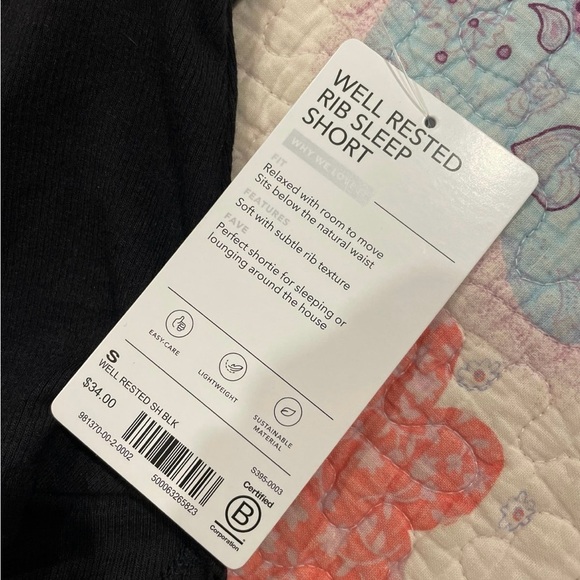 WELL RESTED
RIB SLEEP
SHORT
WHY WE LOVE
FIT
Relaxed with room to move
Sits below the natural waist
FEATURES
Soft with subtle rib texture
FAVE
Perfect shortie for sleeping or
lounging around the house
EASY-CARE
LIGHTWEIGHT
SUSTAINABLE
MATERIAL
S
WELL RESTED SH BLK
$34.00
981370-00-2-0002
500063265823
S395-0003
Certified
B
Corporation